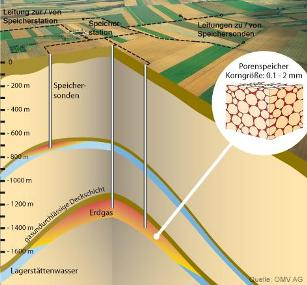 Leitung zu / von
Speicherstation
Speicher
station
Leitungen zu / von
Speichersonden
0
- 200 m
- 400 m
- 600 m
- 800 m
- 1000 m
- 1200 m
- 1400 m
- 1600 m
Speicher-
sonden
Porenspeicher
Korngröße: 0.1 - 2 mm
gasundurchlässige Deckschicht
Erdgas
Lagerstättenwasser
Quelle: OMV AG